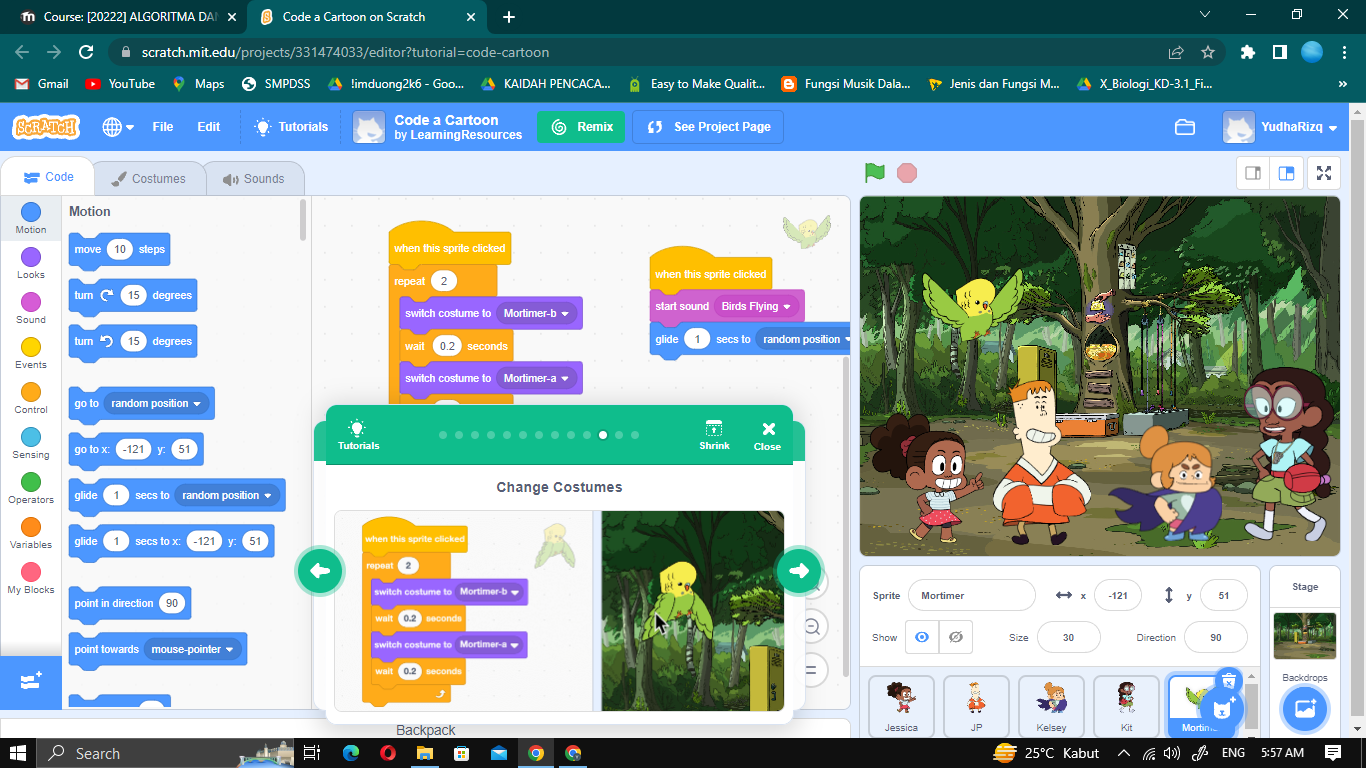 Course: [20222] ALGORITMA DAN
Code a Cartoon on Scratch
scratch.mit.edu/projects/331474033/editor?tutorial=code-cartoon
Gmail YouTube Maps SMPDSS !imduong2k6 - Goo... KAIDAH PENCACA... Easy to Make Qualit... Fungsi Musik Dala... Jenis dan Fungsi M... X_Biologi_KD-3.1_Fi... »
SCRATCH File Edit Tutorials Code a Cartoon Remix See Project Page YudhaRizq
by LearningResources
Code Costumes Sounds
Motion
Looks
Sound
Events
Control
Sensing
Operators
Variables
My Blocks
Motion
move 10 steps
turn 15 degrees
turn 15 degrees
go to random position
go to x: -121 y: 51
glide 1 secs to random position
glide 1 secs to x: -121 y: 51
point in direction 90
point towards mouse-pointer
when this sprite clicked
repeat 2
switch costume to Mortimer-b
wait 0.2 seconds
switch costume to Mortimer-a
when this sprite clicked
start sound Birds Flying
glide 1 secs to random position
Tutorials Shrink Close
Change Costumes
when this sprite clicked
repeat 2
switch costume to Mortimer-b
wait 0.2 seconds
switch costume to Mortimer-a
wait 0.2 seconds
Backpack
Sprite Mortimer x -121 y 51
Show Size 30 Direction 90
Jessica JP Kelsey Kit
Stage
Backdrops
Search
25°C Kabut ENG 5:57 AM